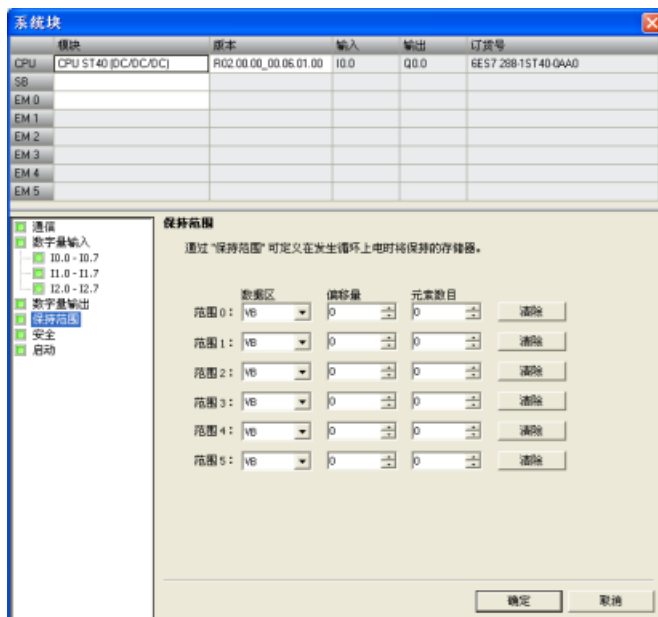 系统块
模块 版本 输入 输出 订货号
CPU CPU ST40 (DC/DC/DC) R02.00.00_00.06.01.00 I0.0 Q0.0 6ES7 288-1ST40-0AA0
SB
EM 0
EM 1
EM 2
EM 3
EM 4
EM 5
通信
数字量输入
I0.0 - I0.7
I1.0 - I1.7
I2.0 - I2.7
数字量输出
保持范围
安全
启动
保持范围
通过 "保持范围" 可定义在发生循环上电时将保持的存储器。
数据区 偏移量 元素数目
范围 0: VB 0 0 清除
范围 1: VB 0 0 清除
范围 2: VB 0 0 清除
范围 3: VB 0 0 清除
范围 4: VB 0 0 清除
范围 5: VB 0 0 清除
确定 取消